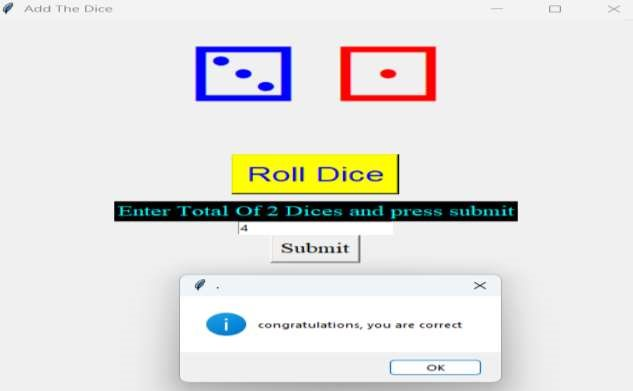 Add The Dice
Roll Dice
Enter Total Of 2 Dices and press submit
4
Submit
.
congratulations, you are correct
OK